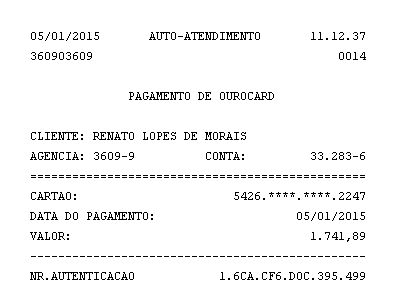 05/01/2015 AUTO-ATENDIMENTO 11.12.37
360903609 0014
PAGAMENTO DE OUROCARD
CLIENTE: RENATO LOPES DE MORAIS
AGENCIA: 3609-9 CONTA: 33.283-6
================================================
CARTAO: 5426.****.****.2247
DATA DO PAGAMENTO: 05/01/2015
VALOR: 1.741,89
------------------------------------------------
NR.AUTENTICACAO 1.6CA.CF6.DOC.395.499